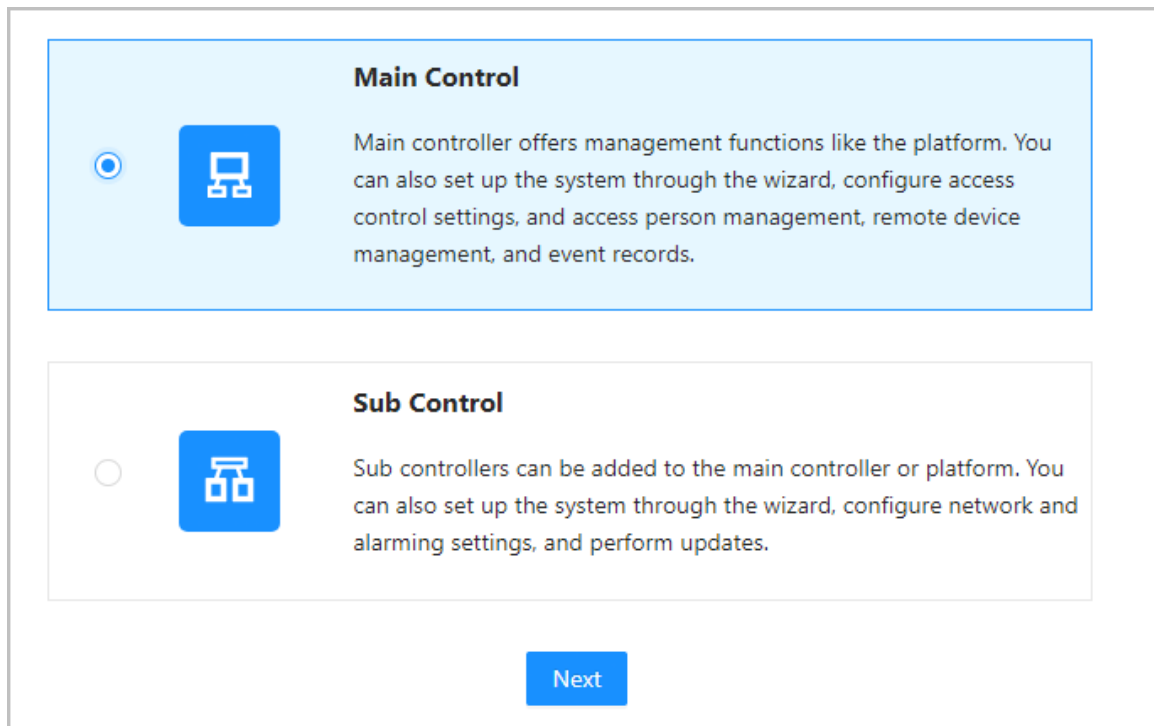 Main Control
Main controller offers management functions like the platform. You
can also set up the system through the wizard, configure access
control settings, and access person management, remote device
management, and event records.
Sub Control
Sub controllers can be added to the main controller or platform. You
can also set up the system through the wizard, configure network and
alarming settings, and perform updates.
Next